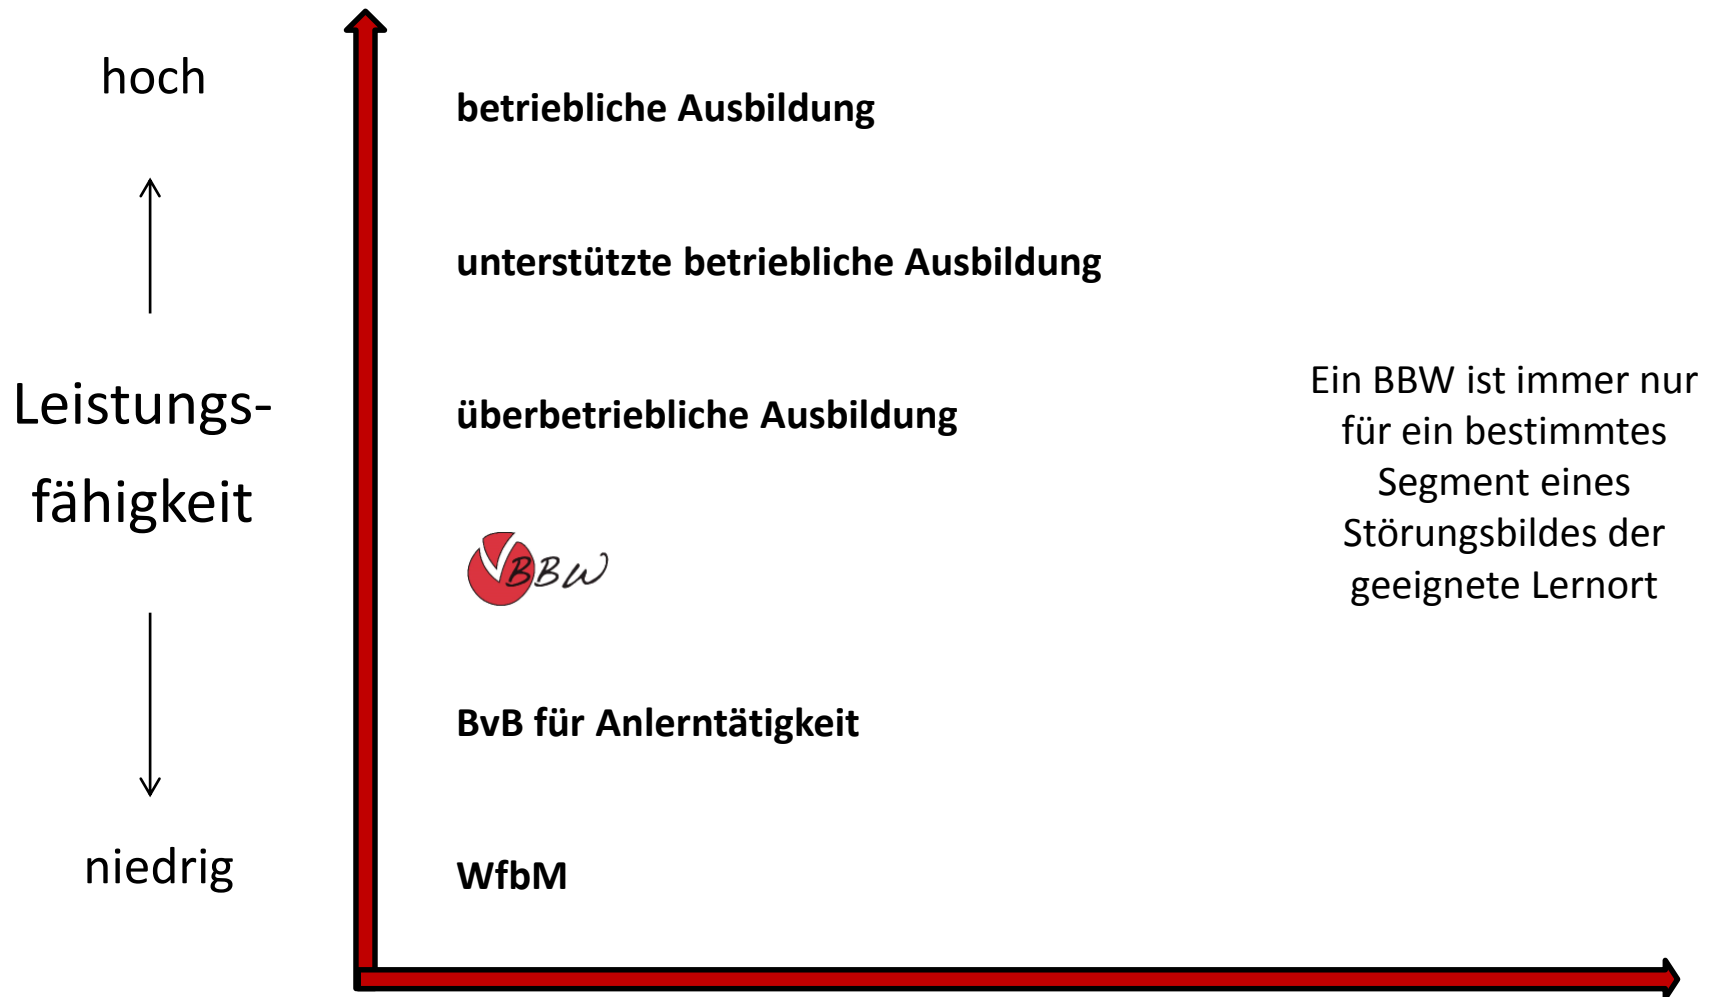 hoch
betriebliche Ausbildung
unterstützte betriebliche Ausbildung
Leistungs-
fähigkeit
überbetriebliche Ausbildung
BBW
BvB für Anlerntätigkeit
niedrig
WfbM
Ein BBW ist immer nur
für ein bestimmtes
Segment eines
Störungsbildes der
geeignete Lernort